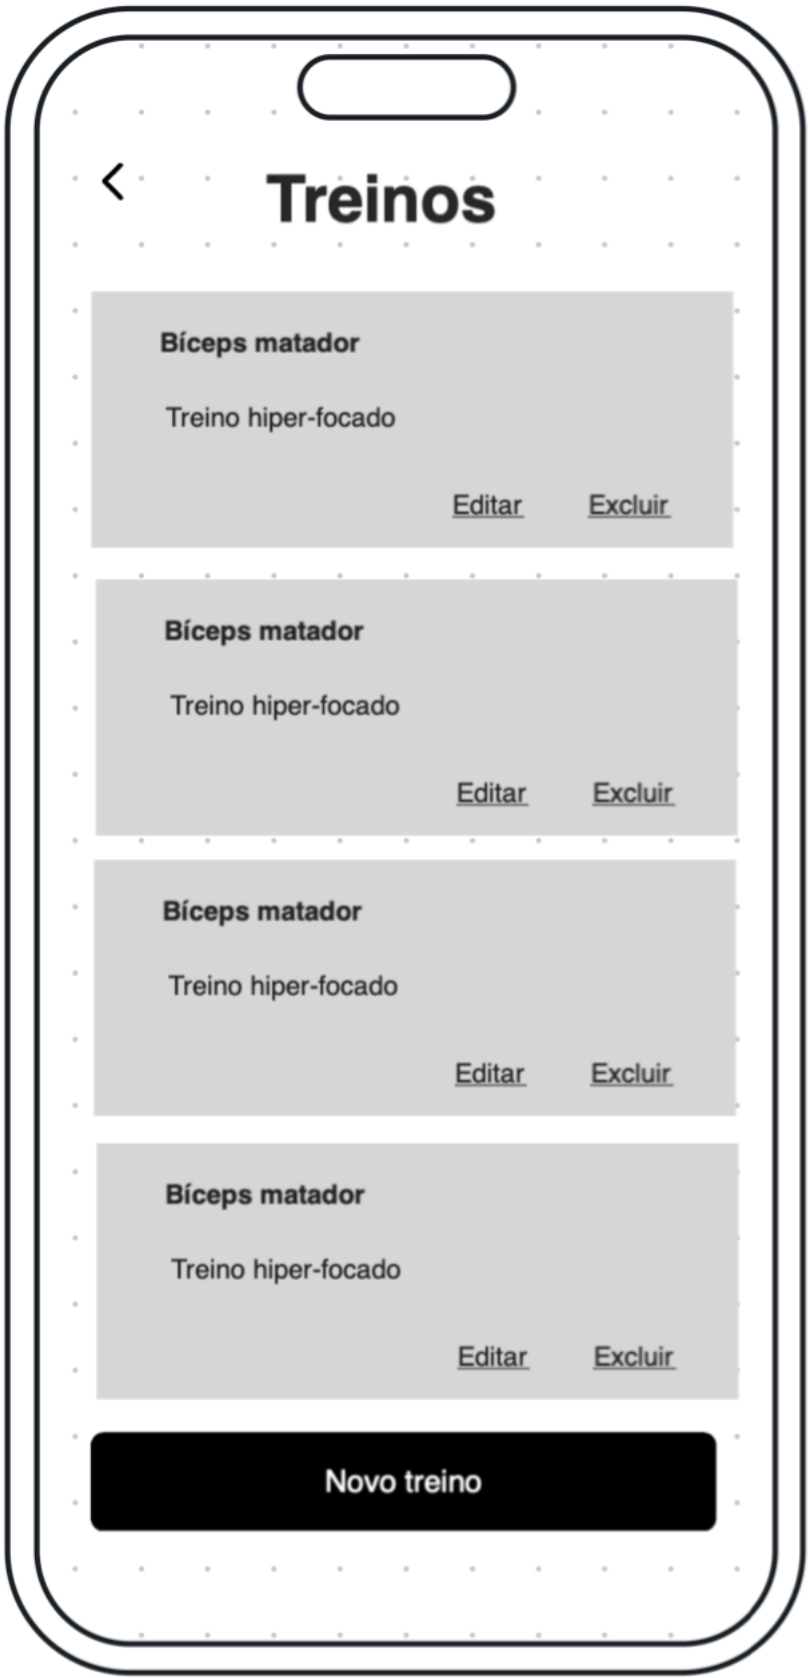 Treinos
Bíceps matador
Treino hiper-focado
Editar Excluir
Bíceps matador
Treino hiper-focado
Editar Excluir
Bíceps matador
Treino hiper-focado
Editar Excluir
Bíceps matador
Treino hiper-focado
Editar Excluir
Novo treino